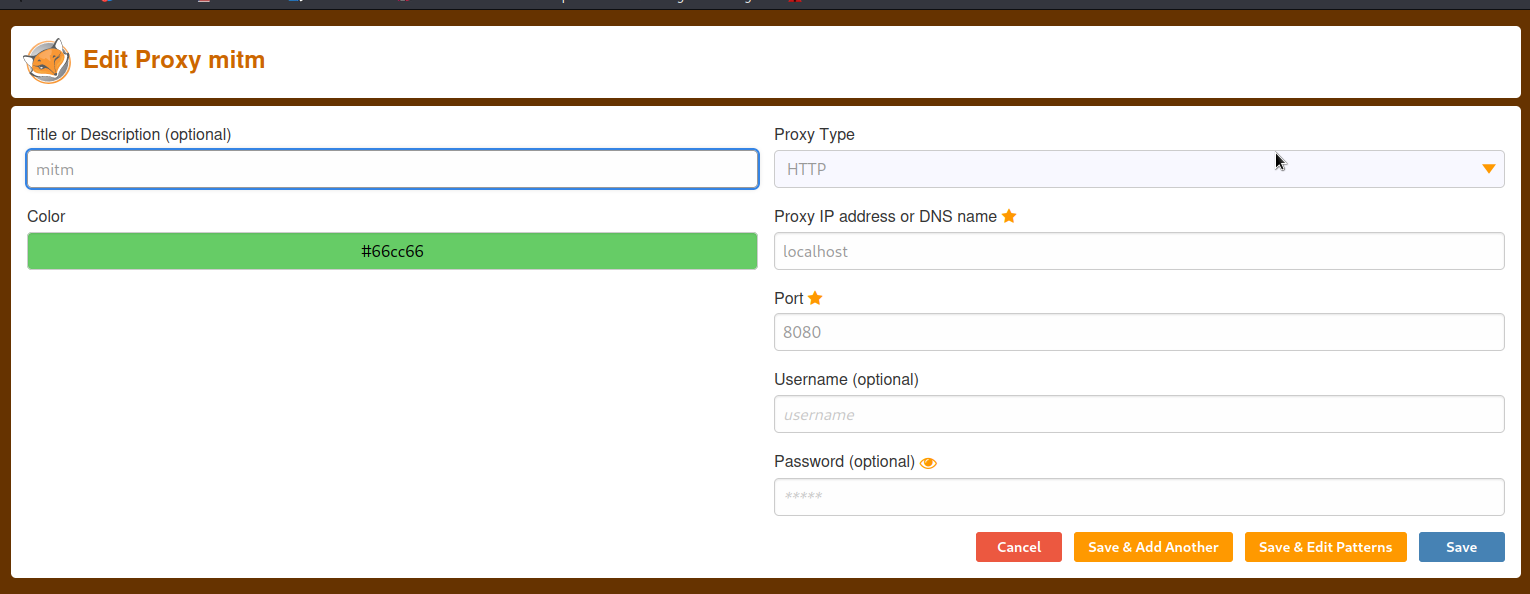 Edit Proxy mitm
Title or Description (optional)
mitm
Color
#66cc66
Proxy Type
HTTP
Proxy IP address or DNS name
localhost
Port
8080
Username (optional)
username
Password (optional)
*****
Cancel
Save & Add Another
Save & Edit Patterns
Save